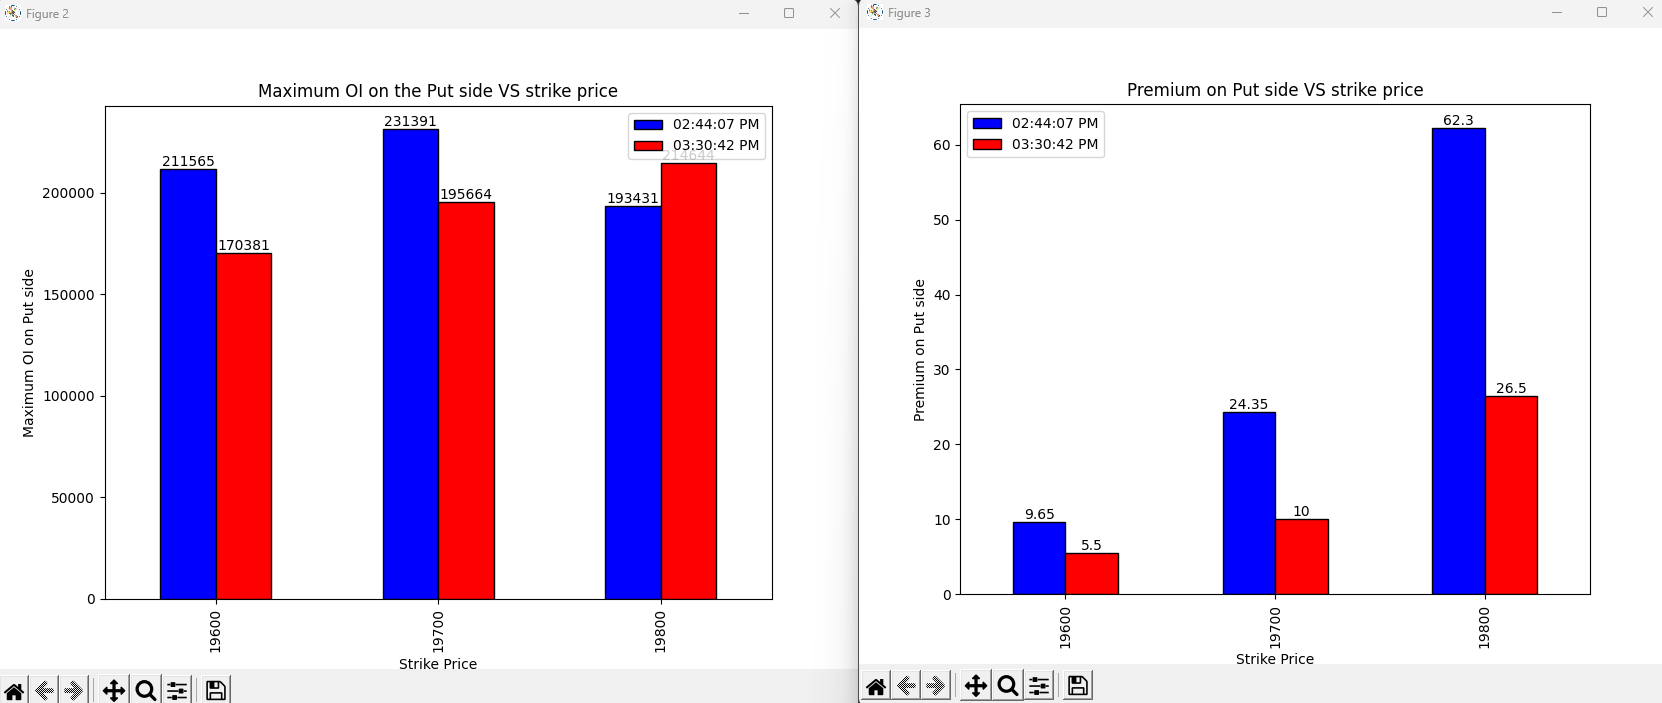 Figure 2
Maximum OI on the Put side VS strike price
02:44:07 PM
03:30:42 PM
231391
211565
214644
195664
193431
170381
200000
150000
100000
50000
0
Maximum OI on Put side
19600
19700
19800
Strike Price
Figure 3
Premium on Put side VS strike price
02:44:07 PM
03:30:42 PM
62.3
26.5
24.35
9.65
10
5.5
60
50
40
30
20
10
0
Premium on Put side
19600
19700
19800
Strike Price